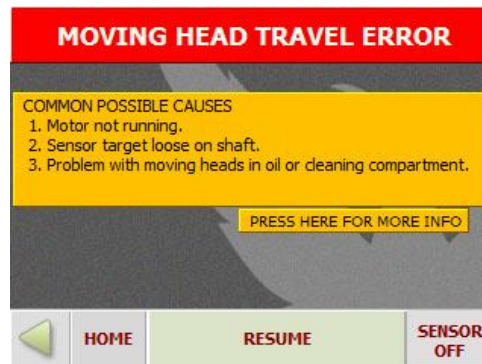 MOVING HEAD TRAVEL ERROR
COMMON POSSIBLE CAUSES
1. Motor not running.
2. Sensor target loose on shaft.
3. Problem with moving heads in oil or cleaning compartment.
PRESS HERE FOR MORE INFO
HOME
RESUME
SENSOR
OFF